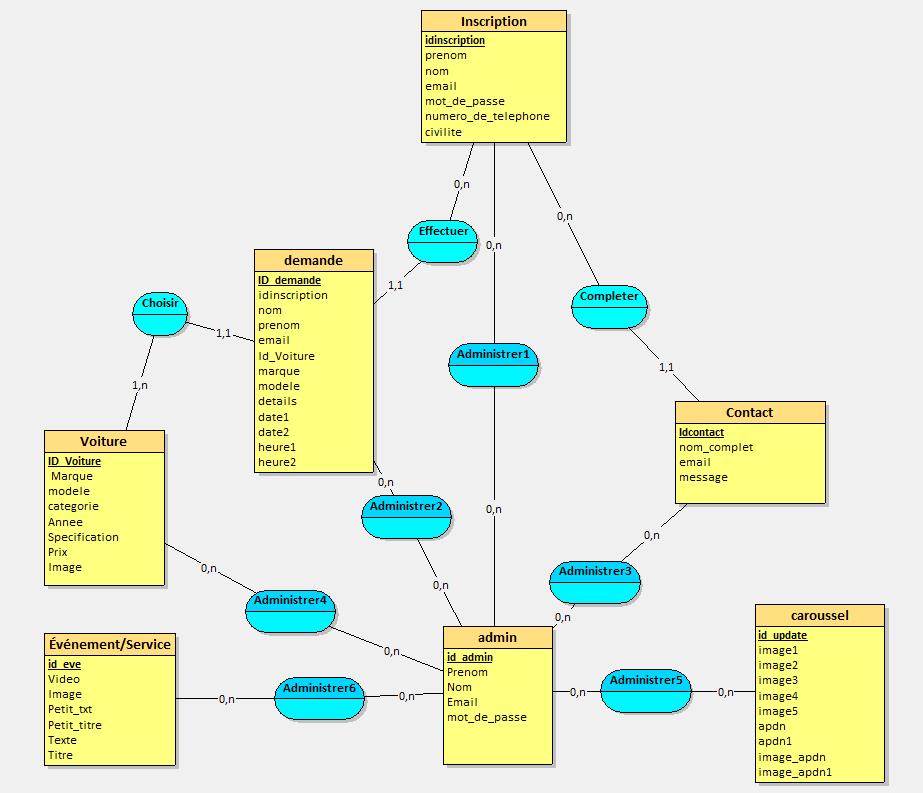 Inscription
idinscription
prenom
nom
email
mot_de_passe
numero_de_telephone
civilite
0,n
0,n
0,n
Effectuer
1,1
Completer
1,1
demande
ID_demande
idinscription
nom
prenom
email
Id_Voiture
marque
modele
details
date1
date2
heure1
heure2
Choisir
1,1
1,n
Administrer1
0,n
Contact
Idcontact
nom_complet
email
message
Voiture
ID_Voiture
Marque
modele
categorie
Annee
Specification
Prix
Image
0,n
Administrer2
0,n
0,n
Administrer3
0,n
0,n
Administrer4
0,n
Événement/Service
id_eve
Video
Image
Petit_txt
Petit_titre
Texte
Titre
0,n
Administrer6
0,n
admin
id_admin
Prenom
Nom
Email
mot_de_passe
0,n
Administrer5
0,n
caroussel
id_update
image1
image2
image3
image4
image5
apdn
apdn1
image_apdn
image_apdn1